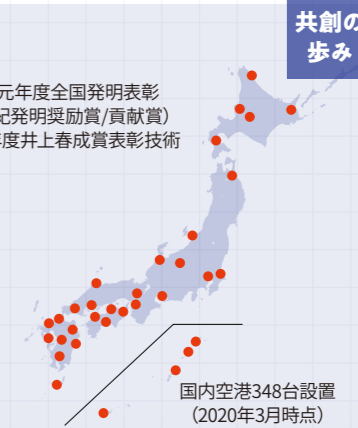 共創の
歩み
元年度全国発明表彰
紀発明奨励賞/貢献賞）
年度井上春成賞表彰技術
国内空港348台設置
（2020年3月時点）